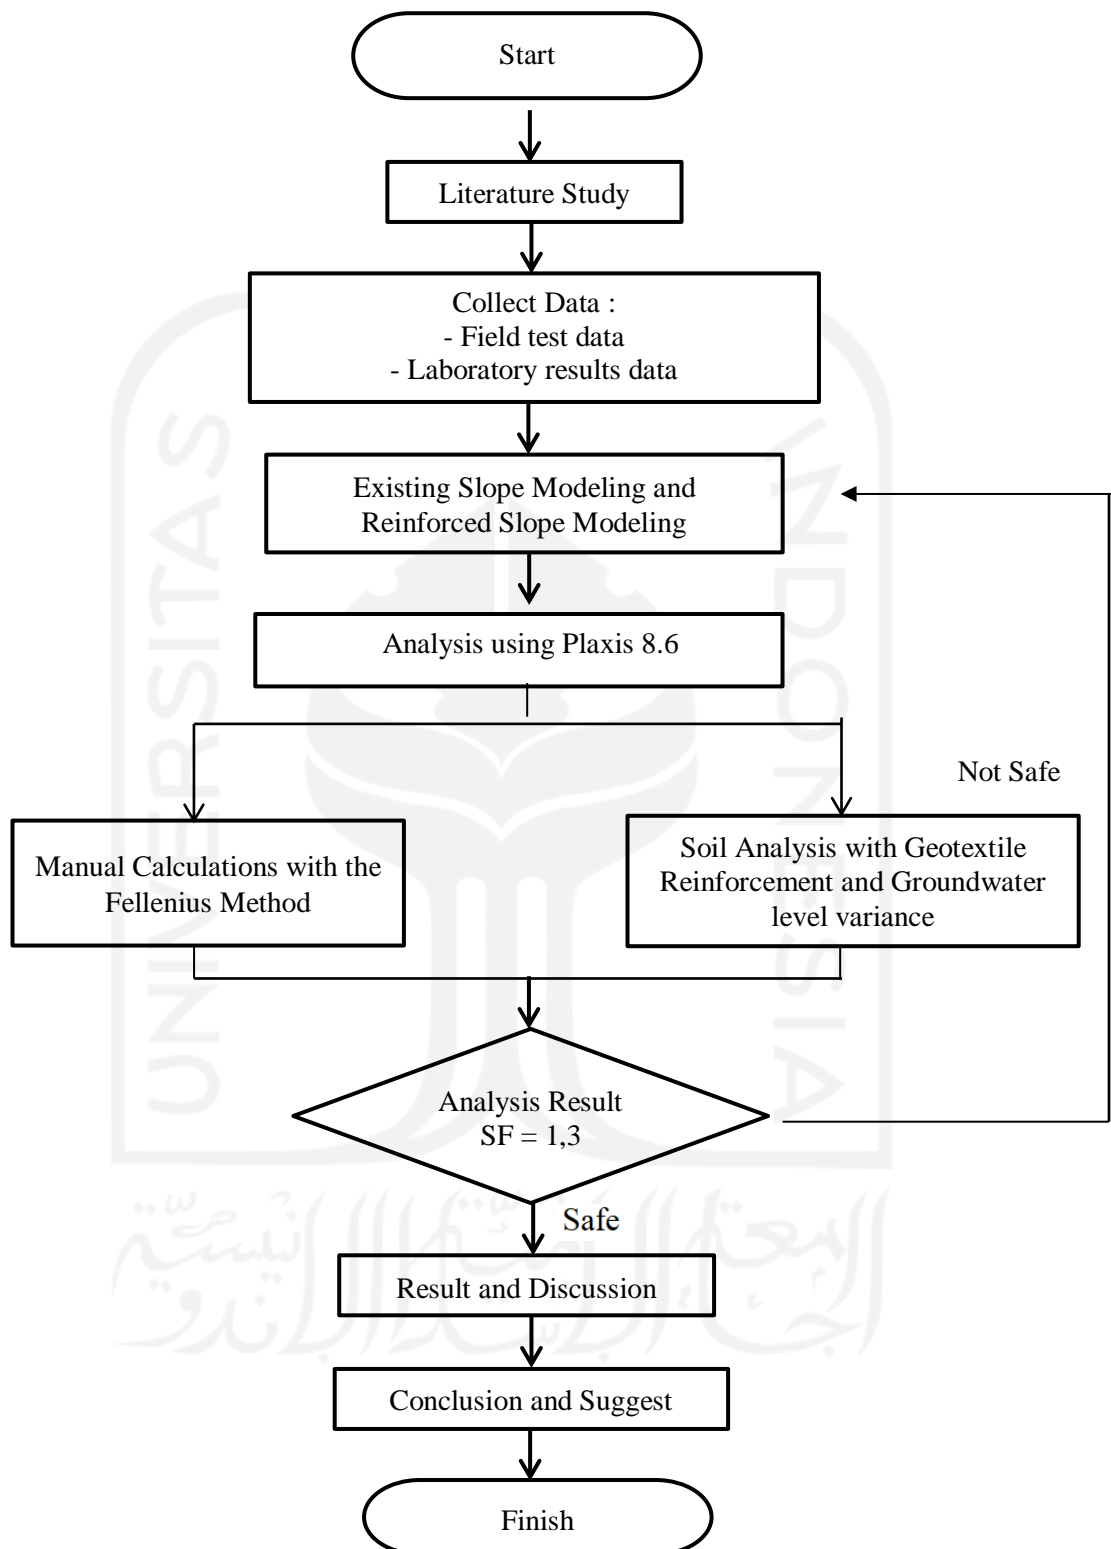 Start
Literature Study
Collect Data :
- Field test data
- Laboratory results data
Existing Slope Modeling and
Reinforced Slope Modeling
Analysis using Plaxis 8.6
Not Safe
Manual Calculations with the
Fellenius Method
Soil Analysis with Geotextile
Reinforcement and Groundwater
level variance
Analysis Result
SF = 1,3
Safe
Result and Discussion
Conclusion and Suggest
Finish
UNIVERSITAS
INDONESIA